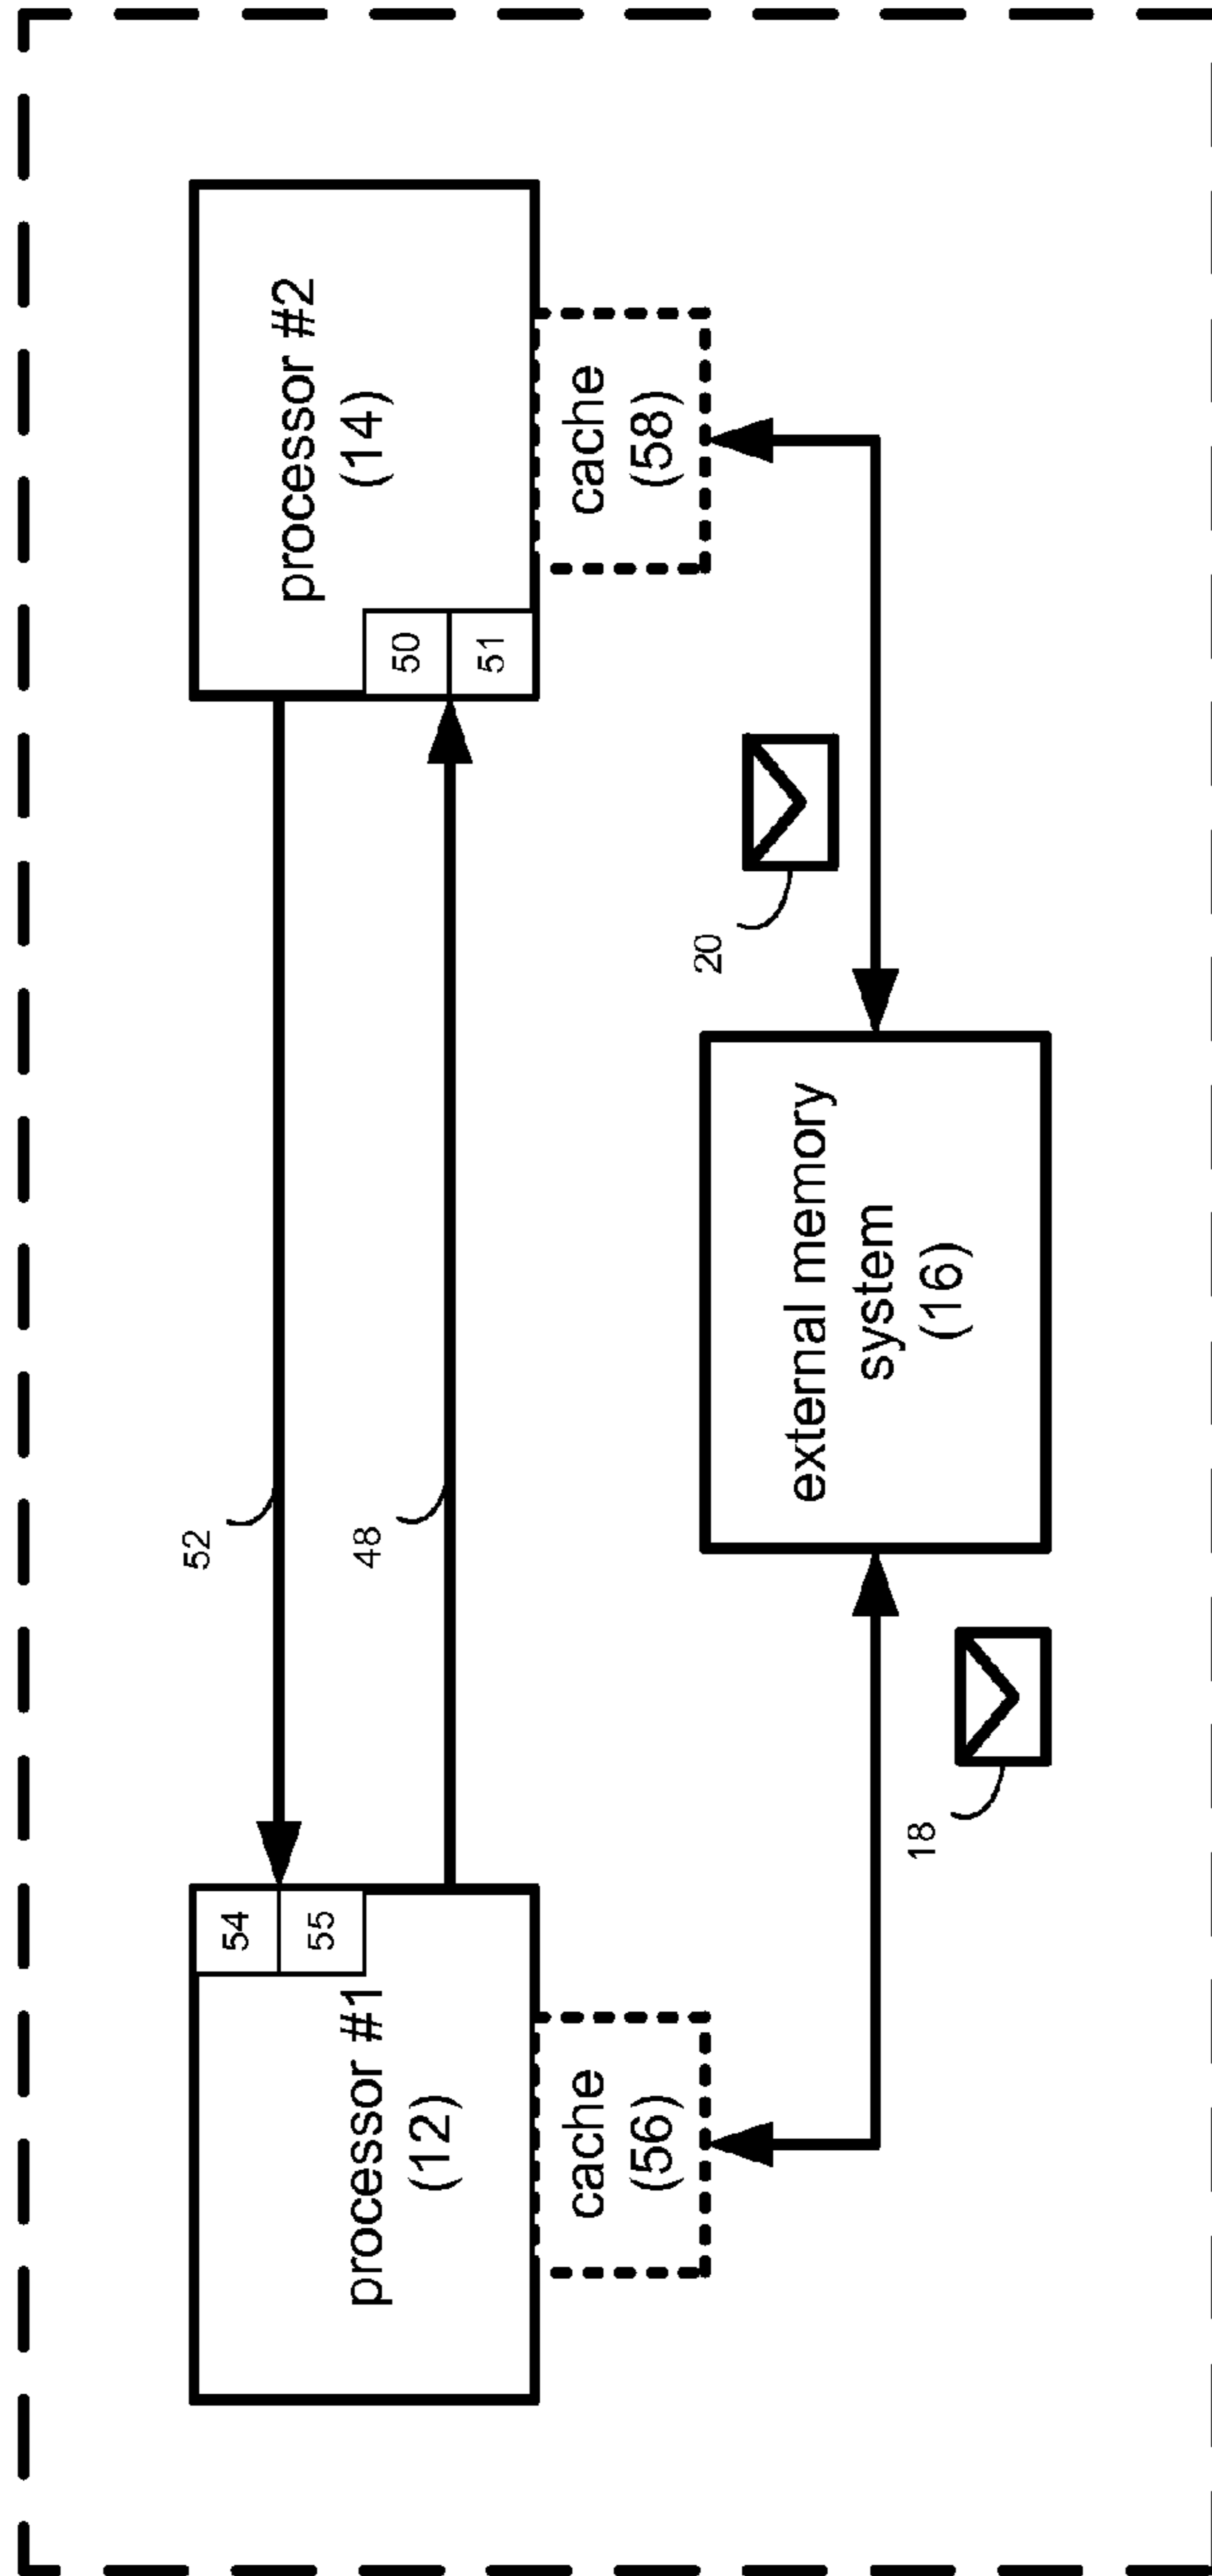 52
48
54
55
50
51
processor #1
(12)
processor #2
(14)
cache
(56)
cache
(58)
20
external memory
system
(16)
18